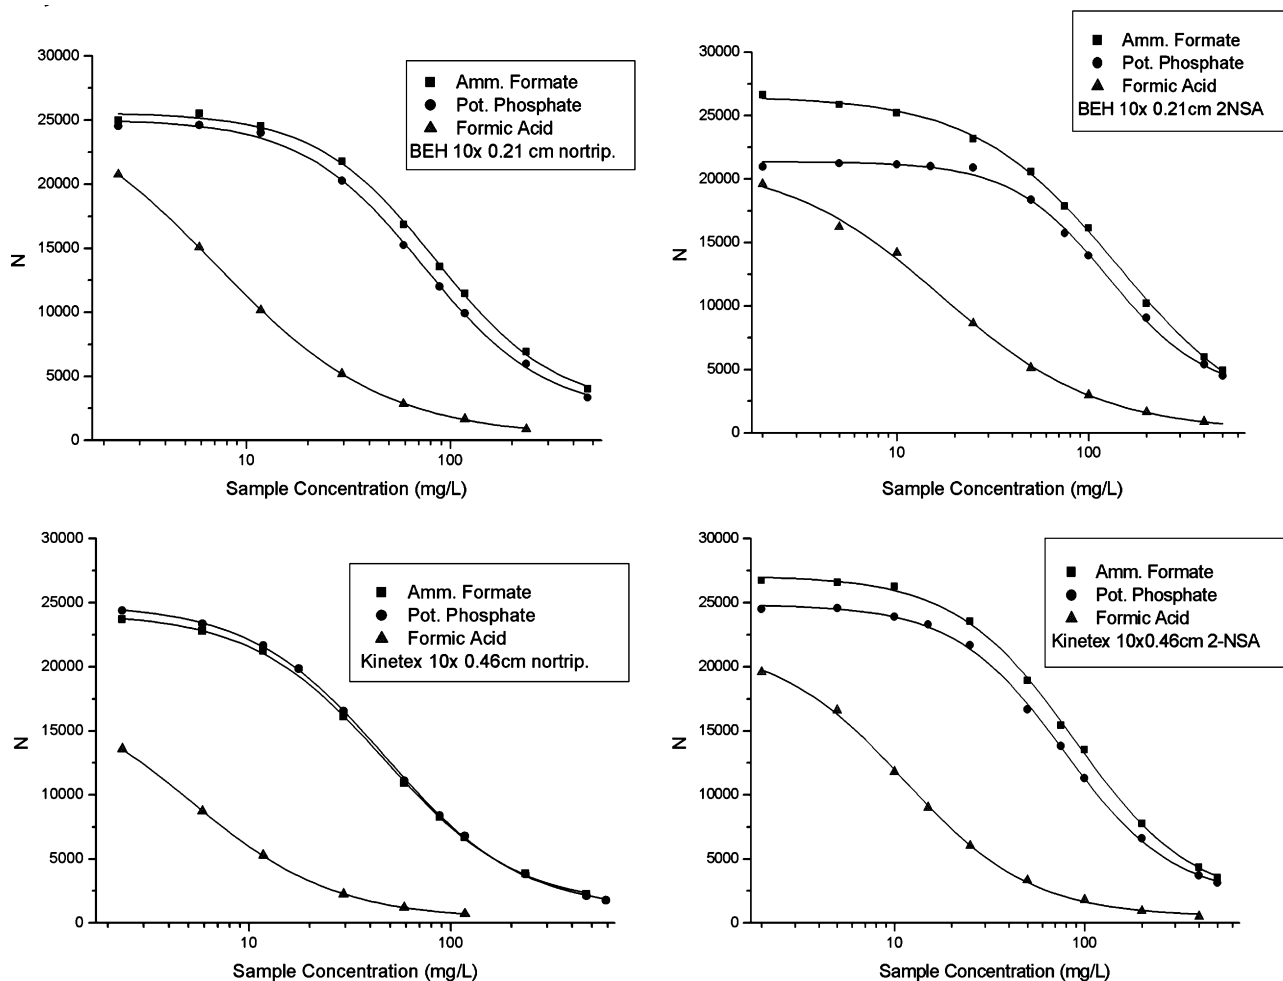 30000
25000
20000
15000
10000
5000
0
N
10
100
Sample Concentration (mg/L)
Amm. Formate
Pot. Phosphate
Formic Acid
BEH 10x 0.21 cm nortrip.
30000
25000
20000
15000
10000
5000
0
N
10
100
Sample Concentration (mg/L)
Amm. Formate
Pot. Phosphate
Formic Acid
BEH 10x 0.21cm 2NSA
30000
25000
20000
15000
10000
5000
0
N
10
100
Sample Concentration (mg/L)
Amm. Formate
Pot. Phosphate
Formic Acid
Kinetex 10x 0.46cm nortrip.
30000
25000
20000
15000
10000
5000
0
N
10
100
Sample Concentration (mg/L)
Amm. Formate
Pot. Phosphate
Formic Acid
Kinetex 10x0.46cm 2-NSA